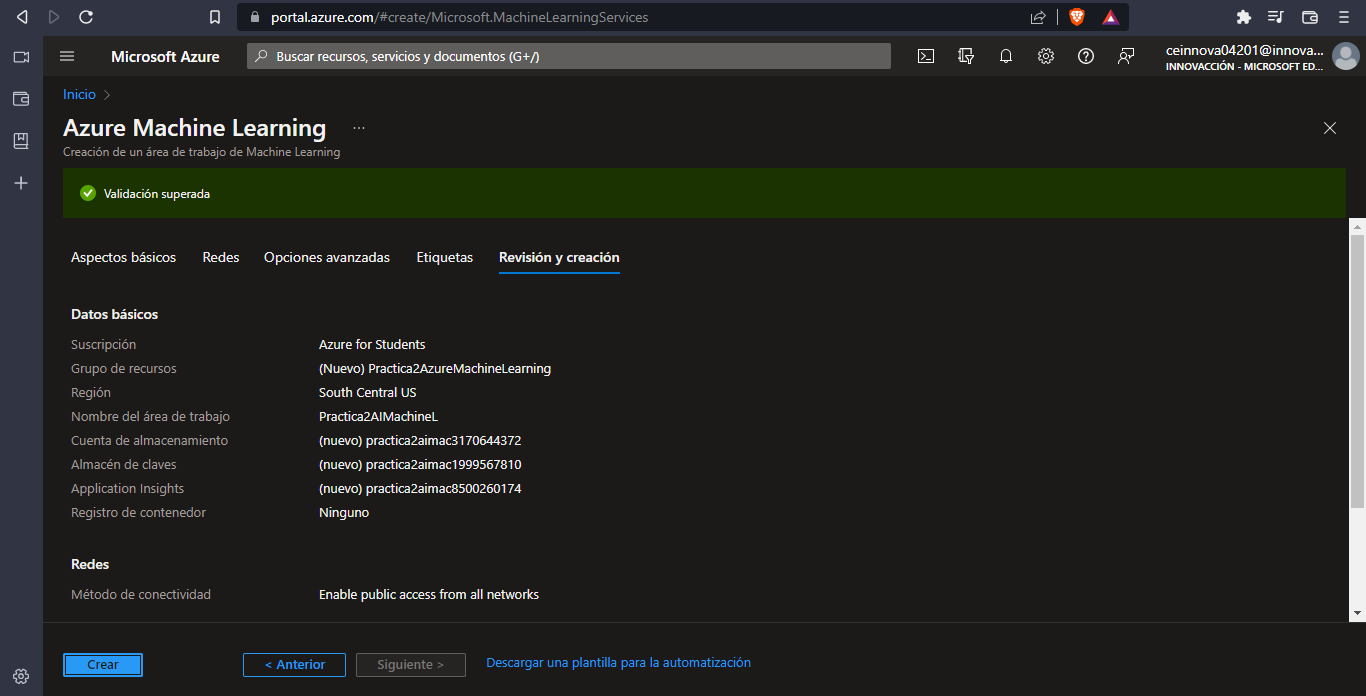 portal.azure.com/#create/Microsoft.MachineLearningServices
Microsoft Azure
Buscar recursos, servicios y documentos (G+/)
ceinnova04201@innova...
INNOVACCIÓN - MICROSOFT ED...
Inicio >
Azure Machine Learning ...
Creación de un área de trabajo de Machine Learning
Validación superada
Aspectos básicos Redes Opciones avanzadas Etiquetas Revisión y creación
Datos básicos
Suscripción Azure for Students
Grupo de recursos (Nuevo) Practica2AzureMachineLearning
Región South Central US
Nombre del área de trabajo Practica2AIMachineL
Cuenta de almacenamiento (nuevo) practica2aimac3170644372
Almacén de claves (nuevo) practica2aimac1999567810
Application Insights (nuevo) practica2aimac8500260174
Registro de contenedor Ninguno
Redes
Método de conectividad Enable public access from all networks
Crear < Anterior Siguiente > Descargar una plantilla para la automatización